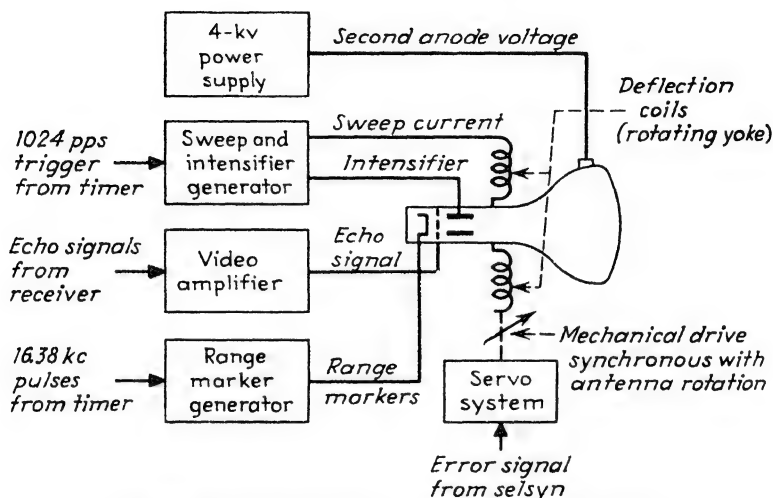 4-kv
power
supply
Second anode voltage
Deflection
coils
(rotating yoke)
1024 pps
trigger
from timer
Sweep and
intensifier
generator
Sweep current
Intensifier
Echo signals
from
receiver
Video
amplifier
Echo
signal
16.38 kc
pulses
from timer
Range
marker
generator
Range
markers
Mechanical drive
synchronous with
antenna rotation
Servo
system
Error signal
from selsyn